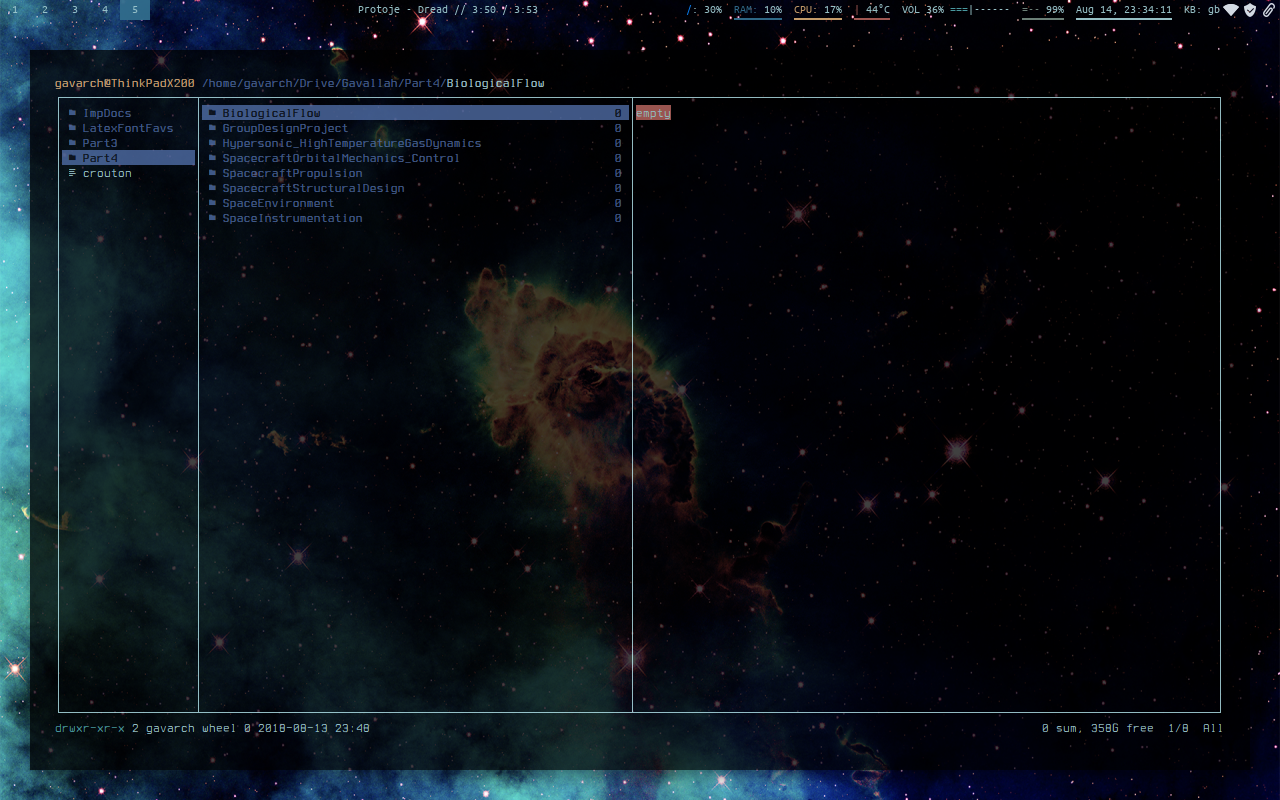 1 2 3 4 5 Protoje - Dread // 3:50 / 3:53 /: 30% RAM: 10% CPU: 17% | 44°C VOL 36% ===|------ =-- 99% Aug 14, 23:34:11 KB: gb
gavarch@ThinkPadX200 /home/gavarch/Drive/Gavallah/Part4/BiologicalFlow
ImpDocs BiologicalFlow 0 empty
LatexFontFavs GroupDesignProject 0
Part3 Hypersonic_HighTemperatureGasDynamics 0
Part4 SpacecraftOrbitalMechanics_Control 0
crouton SpacecraftPropulsion 0
SpacecraftStructuralDesign 0
SpaceEnvironment 0
SpaceInstrumentation 0
drwxr-xr-x 2 gavarch wheel 0 2018-08-13 23:48 0 sum, 358G free 1/8 All